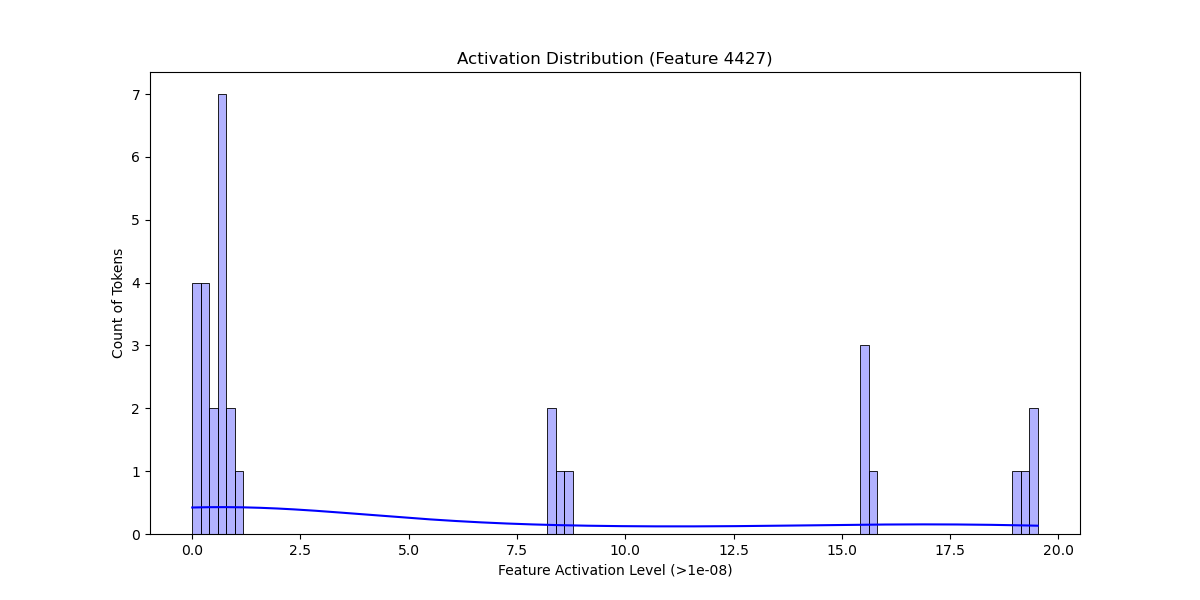 Activation Distribution (Feature 4427)
Count of Tokens
7
6
5
4
3
2
1
0
0.0 2.5 5.0 7.5 10.0 12.5 15.0 17.5 20.0
Feature Activation Level (>1e-08)